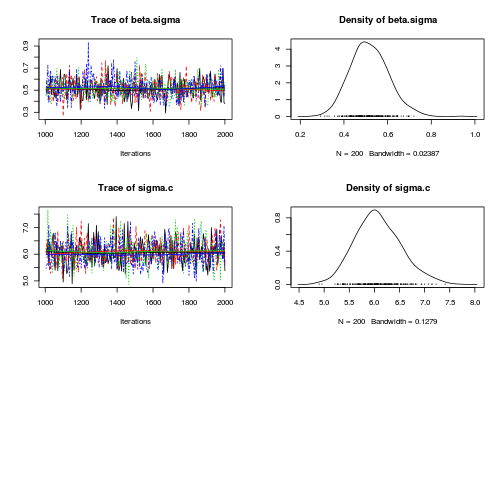 Trace of beta.sigma
0.3 0.5 0.7 0.9
1000 1200 1400 1600 1800 2000
Iterations
Density of beta.sigma
0 1 2 3 4
0.2 0.4 0.6 0.8 1.0
N = 200 Bandwidth = 0.02387
Trace of sigma.c
5.0 6.0 7.0
1000 1200 1400 1600 1800 2000
Iterations
Density of sigma.c
0.0 0.4 0.8
4.5 5.0 5.5 6.0 6.5 7.0 7.5 8.0
N = 200 Bandwidth = 0.1279